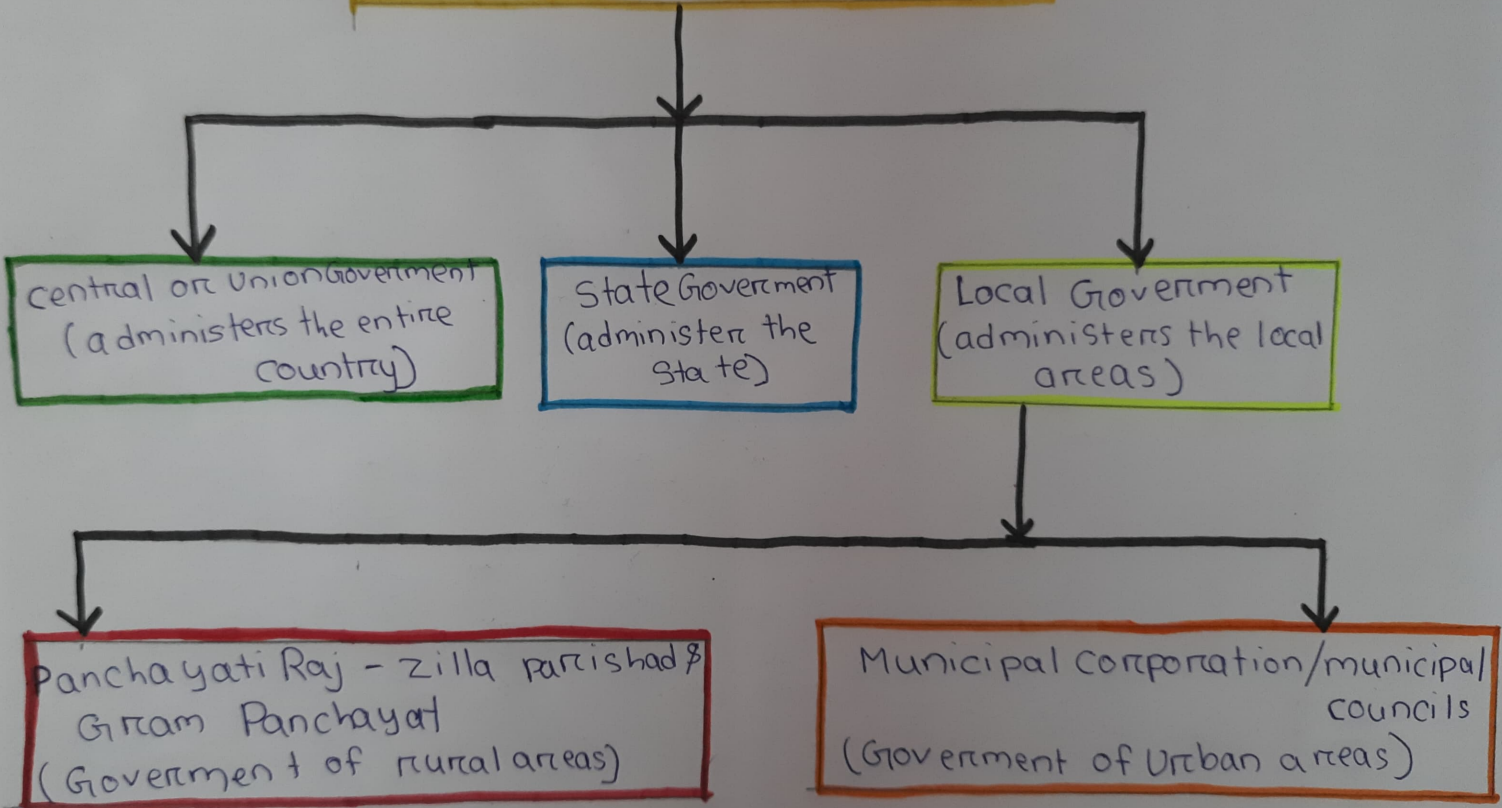 Central or Union Goverment
(administers the entire
country)
State Goverment
(administer the
State)
Local Goverment
(administers the local
areas)
Panchayati Raj - Zilla parishad &
Gram Panchayat
(Goverment of rural areas)
Municipal corporation/municipal
councils
(Goverment of Urban areas)